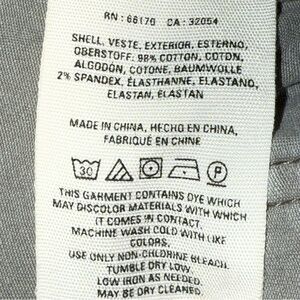 RN: 66170 CA: 32054
SHELL, VESTE, EXTERIOR, ESTERNO,
OBERSTOFF: 98% COTTON, COTON,
ALGODÓN, COTONE, BAUMWOLLE
2% SPANDEX, ÉLASTHANNE, ELASTANO,
ELASTAN, ELASTAN
MADE IN CHINA, HECHO EN CHINA,
FABRIQUÉ EN CHINE
30 P
THIS GARMENT CONTAINS DYE WHICH
MAY DISCOLOR MATERIALS WITH WHICH
IT COMES IN CONTACT.
MACHINE WASH COLD WITH LIKE
COLORS,
USE ONLY NON-CHLORINE BLEACH.
TUMBLE DRY LOW.
LOW IRON AS NEEDED.
MAY BE DRY CLEANED.